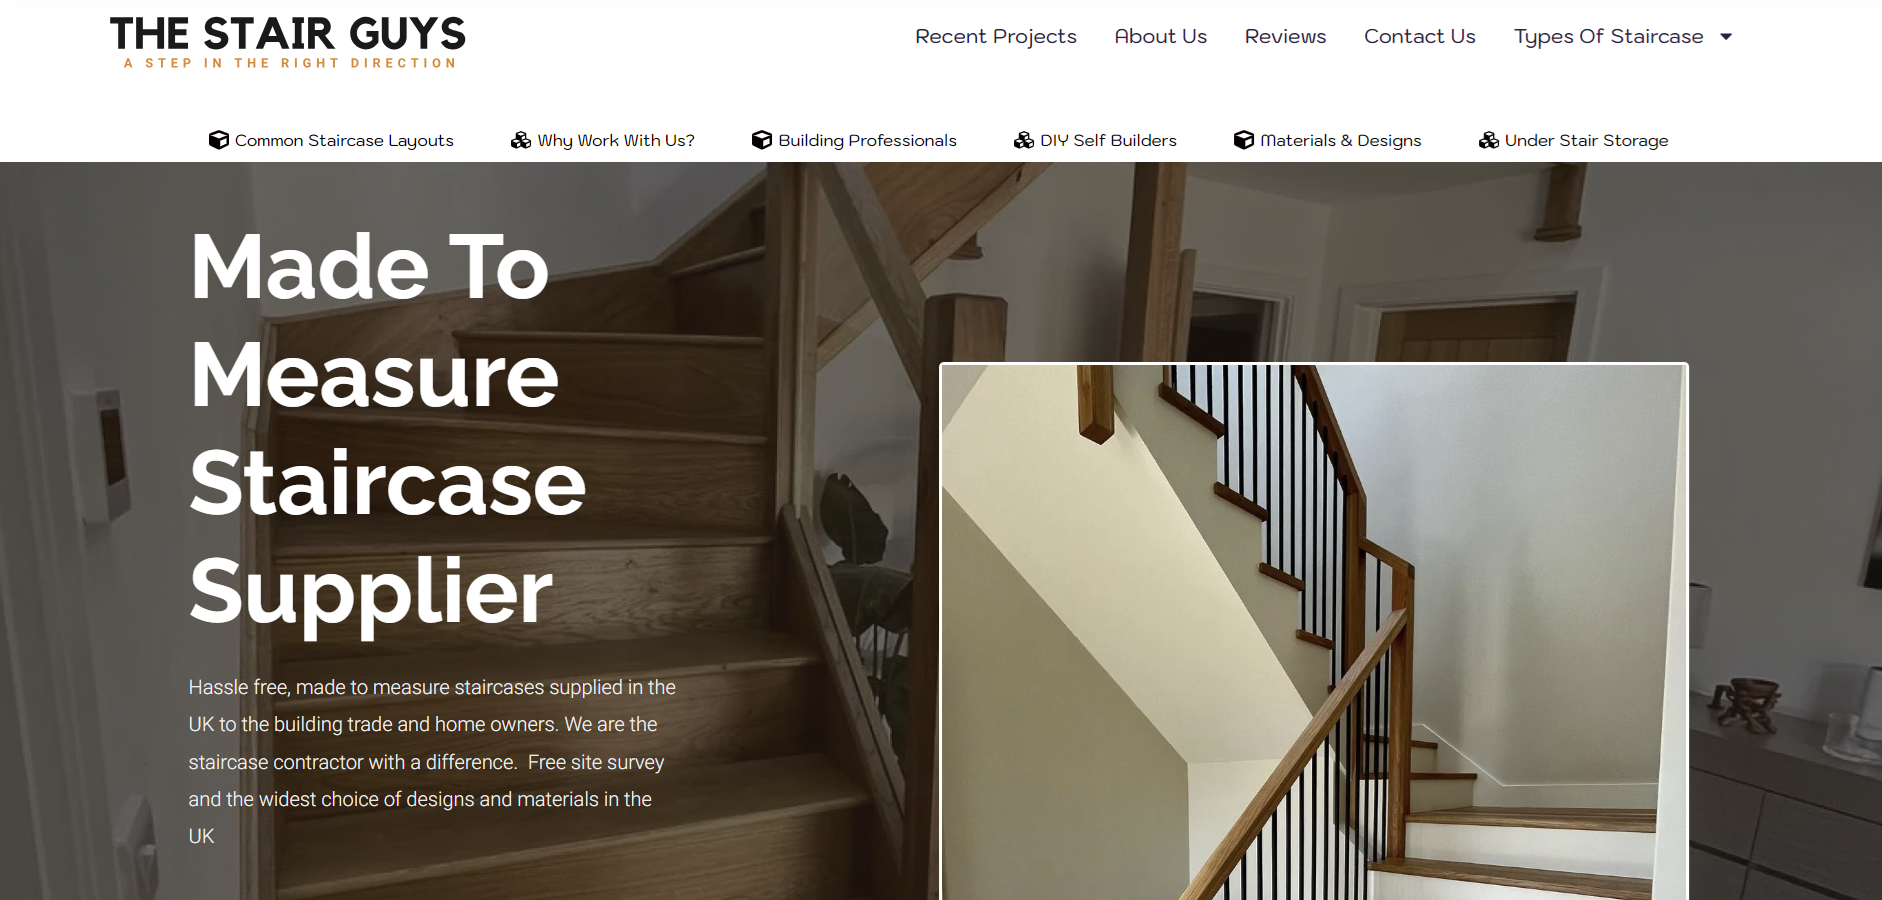 THE STAIR GUYS
A STEP IN THE RIGHT DIRECTION
Recent Projects About Us Reviews Contact Us Types Of Staircase
Common Staircase Layouts Why Work With Us? Building Professionals DIY Self Builders Materials & Designs Under Stair Storage
Made To
Measure
Staircase
Supplier
Hassle free, made to measure staircases supplied in the
UK to the building trade and home owners. We are the
staircase contractor with a difference.  Free site survey
and the widest choice of designs and materials in the
UK